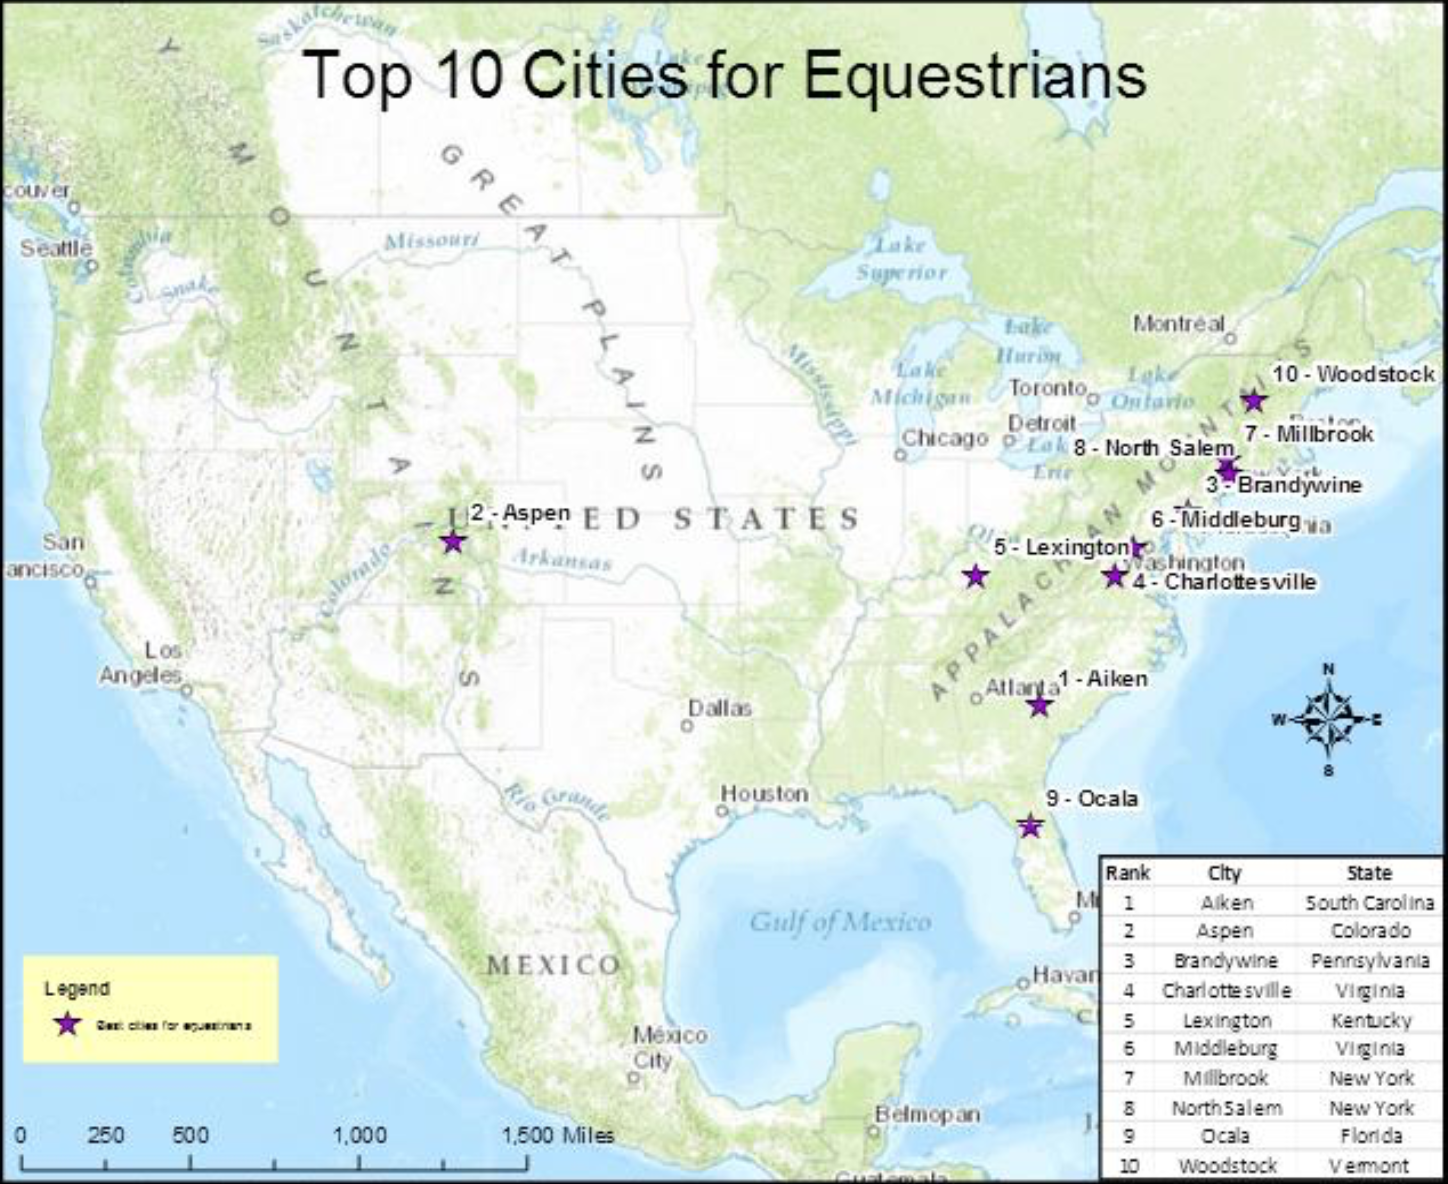 Top 10 Cities for Equestrians
Saskatchewan
Lake
GREAT PLAINS
MOUNTAINS
couver
Seattle
Columbia
Snake
Missouri
Lake
Superior
Mississippi
Montréal
Lake
Huron
Lake
Michigan
Toronto
Lake
Ontario
Detroit
Chicago
Lak
Erie
10 - Woodstock
7 - Millbrook
8 - North Salem
3 - Brandywine
6 - Middleburg
5 - Lexington
Washington
4 - Charlottesville
APPALACHIAN MOUNTAINS
2 - Aspen
UNITED STATES
Colorado
Arkansas
San
ancisco
Los
Angeles
Atlanta
1 - Aiken
Dallas
Houston
Rio Grande
9 - Ocala
N
W
E
S
Gulf of Mexico
MEXICO
Havan
México
City
Belmopan
Guatemala
Legend
Best cities for equestrians
0 250 500 1,000 1,500 Miles
Rank City State
1 Aiken South Carolina
2 Aspen Colorado
3 Brandywine Pennsylvania
4 Charlottesville Virginia
5 Lexington Kentucky
6 Middleburg Virginia
7 Millbrook New York
8 North Salem New York
9 Ocala Florida
10 Woodstock Vermont